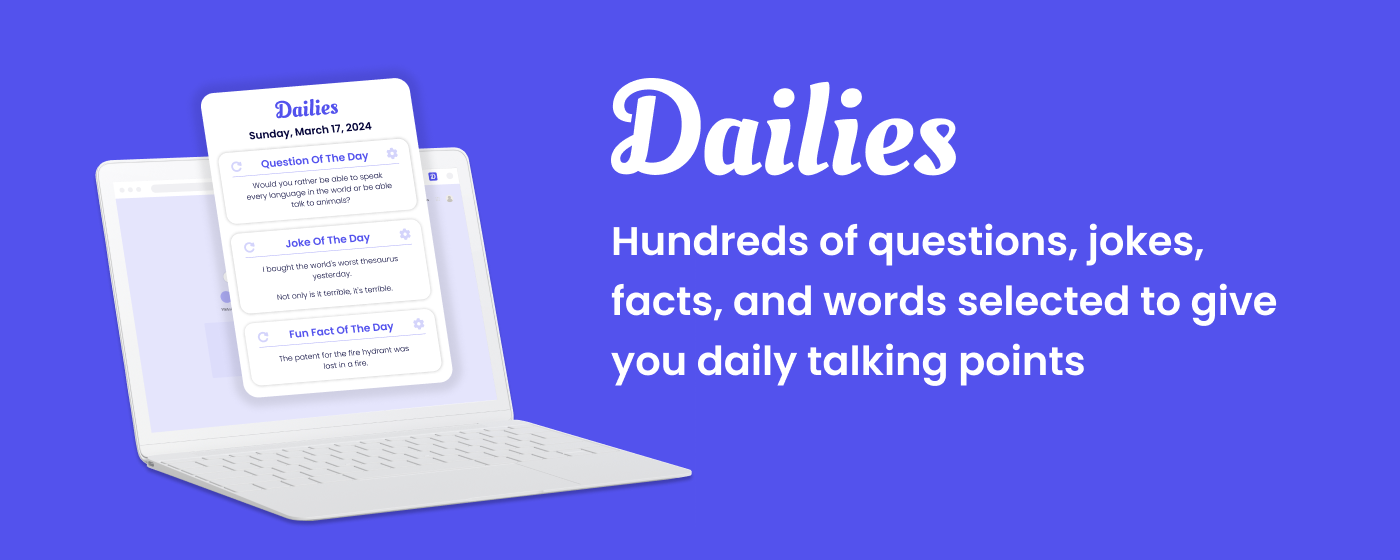 Dailies
Sunday, March 17, 2024
Question Of The Day
Would you rather be able to speak
every language in the world or be able
talk to animals?
Joke Of The Day
I bought the world's worst thesaurus
yesterday.
Not only is it terrible, it's terrible.
Fun Fact Of The Day
The patent for the fire hydrant was
lost in a fire.
Dailies
Hundreds of questions, jokes,
facts, and words selected to give
you daily talking points